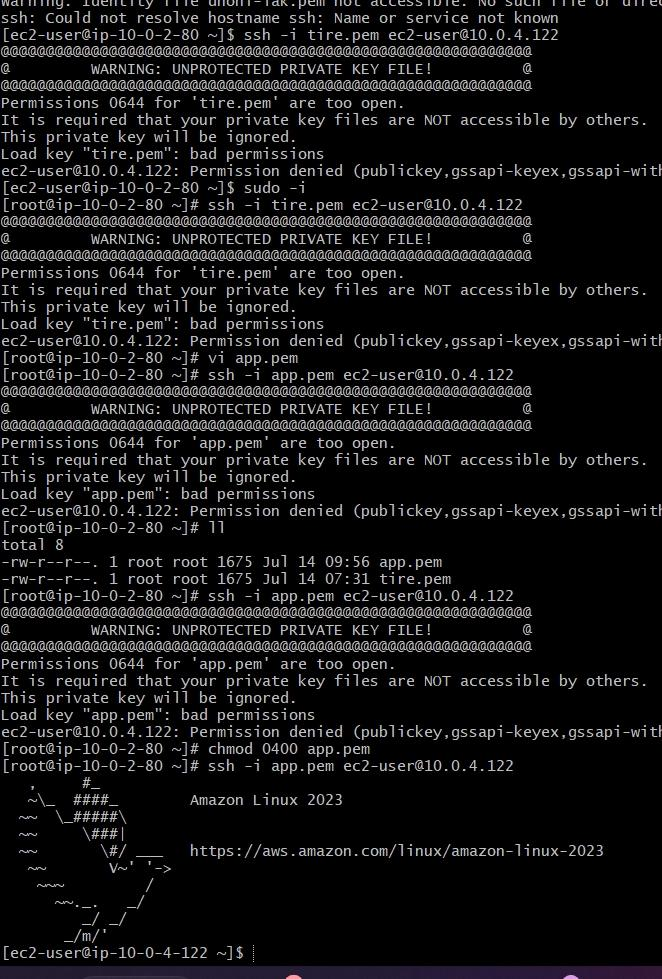 Warning: Identity file dhoni-fak.pem not accessible: No such file or direc
ssh: Could not resolve hostname ssh: Name or service not known
[ec2-user@ip-10-0-2-80 ~]$ ssh -i tire.pem ec2-user@10.0.4.122
@@@@@@@@@@@@@@@@@@@@@@@@@@@@@@@@@@@@@@@@@@@@@@@@@@@@@@@@@@@
@         WARNING: UNPROTECTED PRIVATE KEY FILE!          @
@@@@@@@@@@@@@@@@@@@@@@@@@@@@@@@@@@@@@@@@@@@@@@@@@@@@@@@@@@@
Permissions 0644 for 'tire.pem' are too open.
It is required that your private key files are NOT accessible by others.
This private key will be ignored.
Load key "tire.pem": bad permissions
ec2-user@10.0.4.122: Permission denied (publickey,gssapi-keyex,gssapi-with
[ec2-user@ip-10-0-2-80 ~]$ sudo -i
[root@ip-10-0-2-80 ~]# ssh -i tire.pem ec2-user@10.0.4.122
@@@@@@@@@@@@@@@@@@@@@@@@@@@@@@@@@@@@@@@@@@@@@@@@@@@@@@@@@@@
@         WARNING: UNPROTECTED PRIVATE KEY FILE!          @
@@@@@@@@@@@@@@@@@@@@@@@@@@@@@@@@@@@@@@@@@@@@@@@@@@@@@@@@@@@
Permissions 0644 for 'tire.pem' are too open.
It is required that your private key files are NOT accessible by others.
This private key will be ignored.
Load key "tire.pem": bad permissions
ec2-user@10.0.4.122: Permission denied (publickey,gssapi-keyex,gssapi-with
[root@ip-10-0-2-80 ~]# vi app.pem
[root@ip-10-0-2-80 ~]# ssh -i app.pem ec2-user@10.0.4.122
@@@@@@@@@@@@@@@@@@@@@@@@@@@@@@@@@@@@@@@@@@@@@@@@@@@@@@@@@@@
@         WARNING: UNPROTECTED PRIVATE KEY FILE!          @
@@@@@@@@@@@@@@@@@@@@@@@@@@@@@@@@@@@@@@@@@@@@@@@@@@@@@@@@@@@
Permissions 0644 for 'app.pem' are too open.
It is required that your private key files are NOT accessible by others.
This private key will be ignored.
Load key "app.pem": bad permissions
ec2-user@10.0.4.122: Permission denied (publickey,gssapi-keyex,gssapi-with
[root@ip-10-0-2-80 ~]# ll
total 8
-rw-r--r--. 1 root root 1675 Jul 14 09:56 app.pem
-rw-r--r--. 1 root root 1675 Jul 14 07:31 tire.pem
[root@ip-10-0-2-80 ~]# ssh -i app.pem ec2-user@10.0.4.122
@@@@@@@@@@@@@@@@@@@@@@@@@@@@@@@@@@@@@@@@@@@@@@@@@@@@@@@@@@@
@         WARNING: UNPROTECTED PRIVATE KEY FILE!          @
@@@@@@@@@@@@@@@@@@@@@@@@@@@@@@@@@@@@@@@@@@@@@@@@@@@@@@@@@@@
Permissions 0644 for 'app.pem' are too open.
It is required that your private key files are NOT accessible by others.
This private key will be ignored.
Load key "app.pem": bad permissions
ec2-user@10.0.4.122: Permission denied (publickey,gssapi-keyex,gssapi-with
[root@ip-10-0-2-80 ~]# chmod 0400 app.pem
[root@ip-10-0-2-80 ~]# ssh -i app.pem ec2-user@10.0.4.122
   ,     #_
   ~\_  ####_        Amazon Linux 2023
  ~~  \_#####\
  ~~     \###|
  ~~       \#/ ___   https://aws.amazon.com/linux/amazon-linux-2023
   ~~       V~' '->
    ~~~         /
      ~~._.   _/
         _/ _/
       _/m/'
[ec2-user@ip-10-0-4-122 ~]$